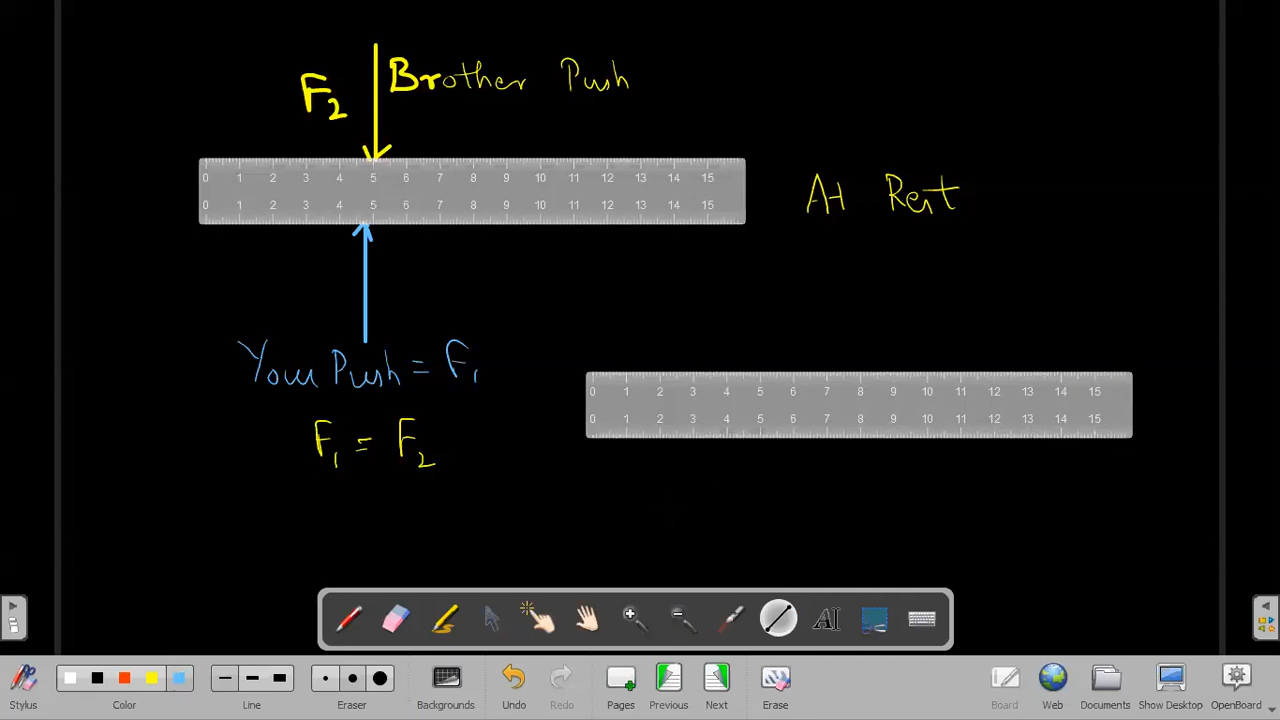 F2 Brother Push
0 1 2 3 4 5 6 7 8 9 10 11 12 13 14 15
0 1 2 3 4 5 6 7 8 9 10 11 12 13 14 15
At Rest
Your Push = F1
F1 = F2
0 1 2 3 4 5 6 7 8 9 10 11 12 13 14 15
0 1 2 3 4 5 6 7 8 9 10 11 12 13 14 15
AI
Stylus Color Line Eraser Backgrounds Undo Redo Pages Previous Next Erase Board Web Documents Show Desktop OpenBoard